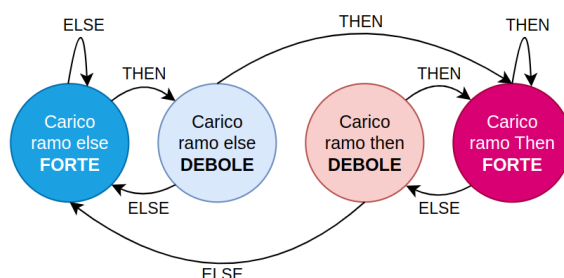 ELSE
THEN
THEN
THEN
THEN
Carico
ramo else
FORTE
Carico
ramo else
DEBOLE
Carico
ramo then
DEBOLE
Carico
ramo Then
FORTE
ELSE
ELSE
ELSE